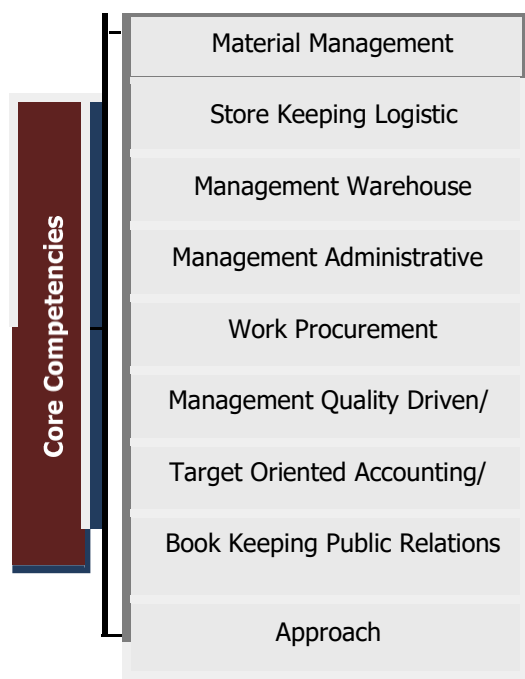 Core Competencies
Material Management
Store Keeping Logistic
Management Warehouse
Management Administrative
Work Procurement
Management Quality Driven/
Target Oriented Accounting/
Book Keeping Public Relations
Approach